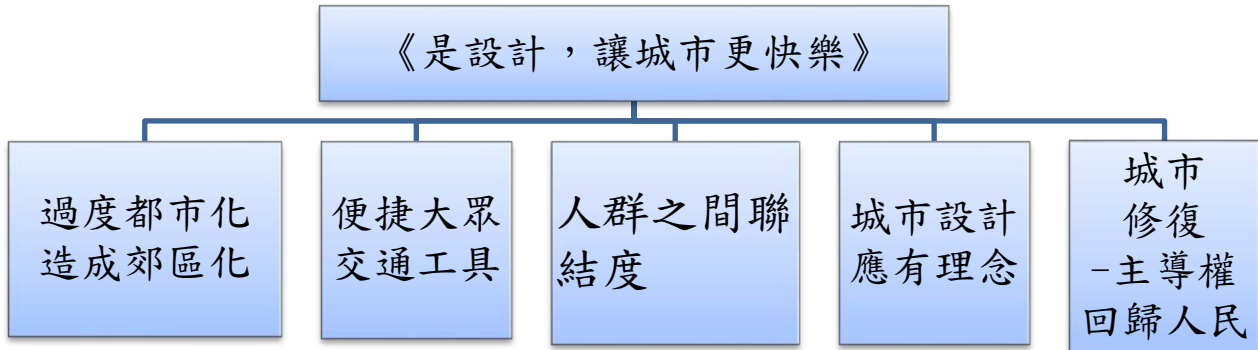 《是設計，讓城市更快樂》
過度都市化
造成郊區化
便捷大眾
交通工具
人群之間聯
結度
城市設計
應有理念
城市
修復
-主導權
回歸人民